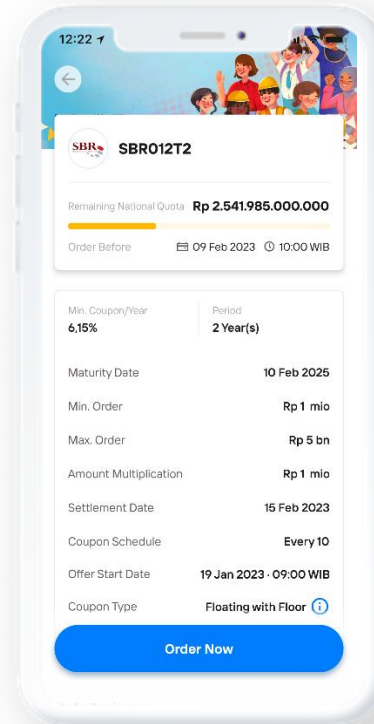 12:22
SBR
SBR012T2
Remaining National Quota Rp 2.541.985.000.000
Order Before 09 Feb 2023 10:00 WIB
Min. Coupon/Year Period
6,15% 2 Year(s)
Maturity Date 10 Feb 2025
Min. Order Rp 1 mio
Max. Order Rp 5 bn
Amount Multiplication Rp 1 mio
Settlement Date 15 Feb 2023
Coupon Schedule Every 10
Offer Start Date 19 Jan 2023 · 09:00 WIB
Coupon Type Floating with Floor
Order Now